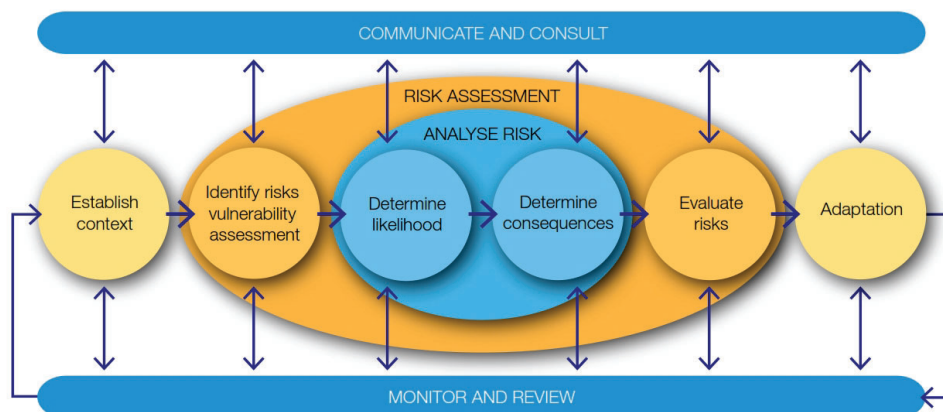 COMMUNICATE AND CONSULT
RISK ASSESSMENT
ANALYSE RISK
Establish
context
Identify risks
vulnerability
assessment
Determine
likelihood
Determine
consequences
Evaluate
risks
Adaptation
MONITOR AND REVIEW